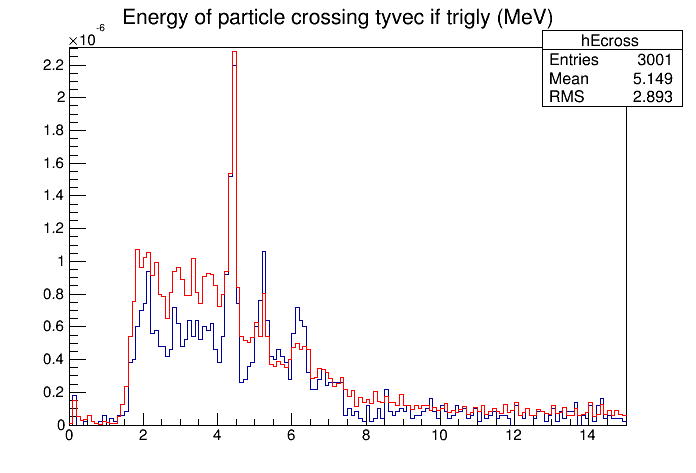 Energy of particle crossing tyvec if trigly (MeV)
×10^-6
hEcross
Entries 3001
Mean 5.149
RMS 2.893
2.2
2
1.8
1.6
1.4
1.2
1
0.8
0.6
0.4
0.2
0
0 2 4 6 8 10 12 14